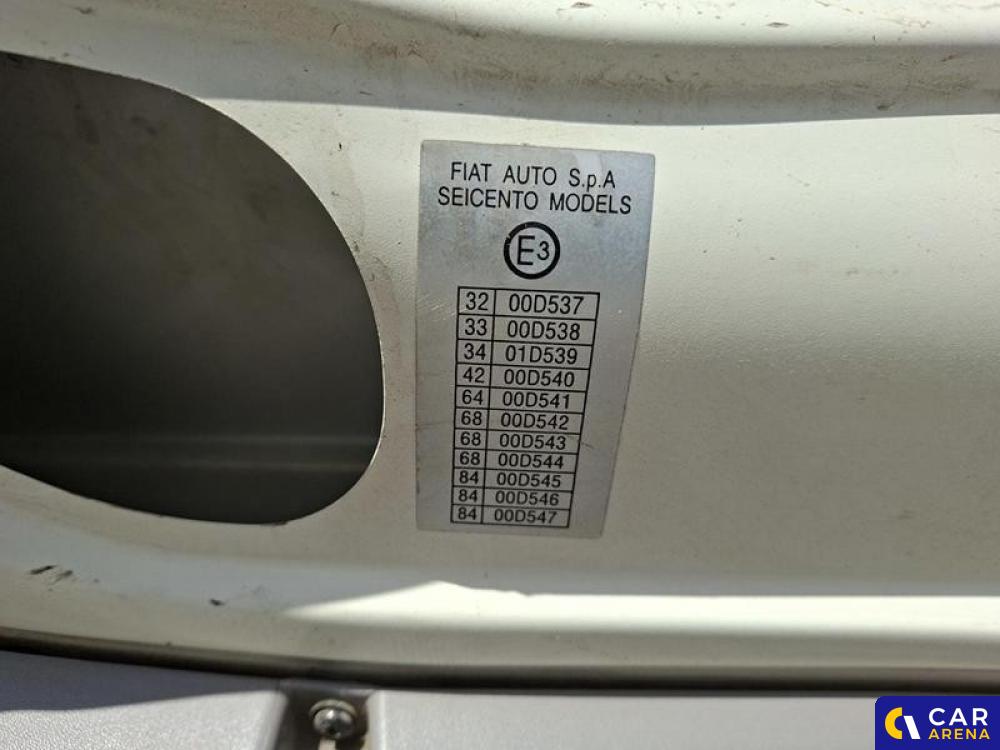 FIAT AUTO S.p.A
SEICENTO MODELS
E3
32 00D537
33 00D538
34 01D539
42 00D540
64 00D541
68 00D542
68 00D543
68 00D544
84 00D545
84 00D546
84 00D547
CAR
ARENA